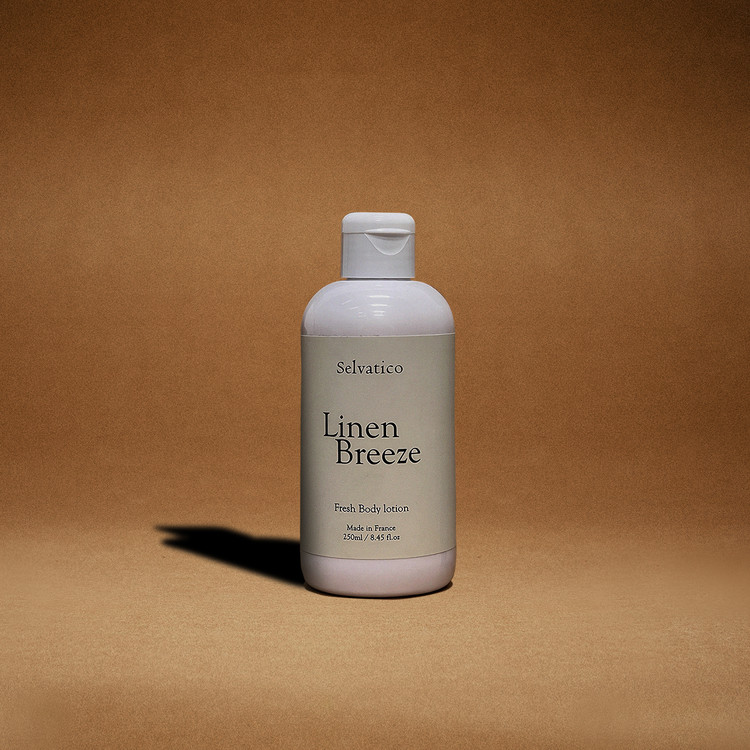 Selvatico
Linen
Breeze
Fresh Body lotion
Made in France
250ml / 8.45 fl.oz